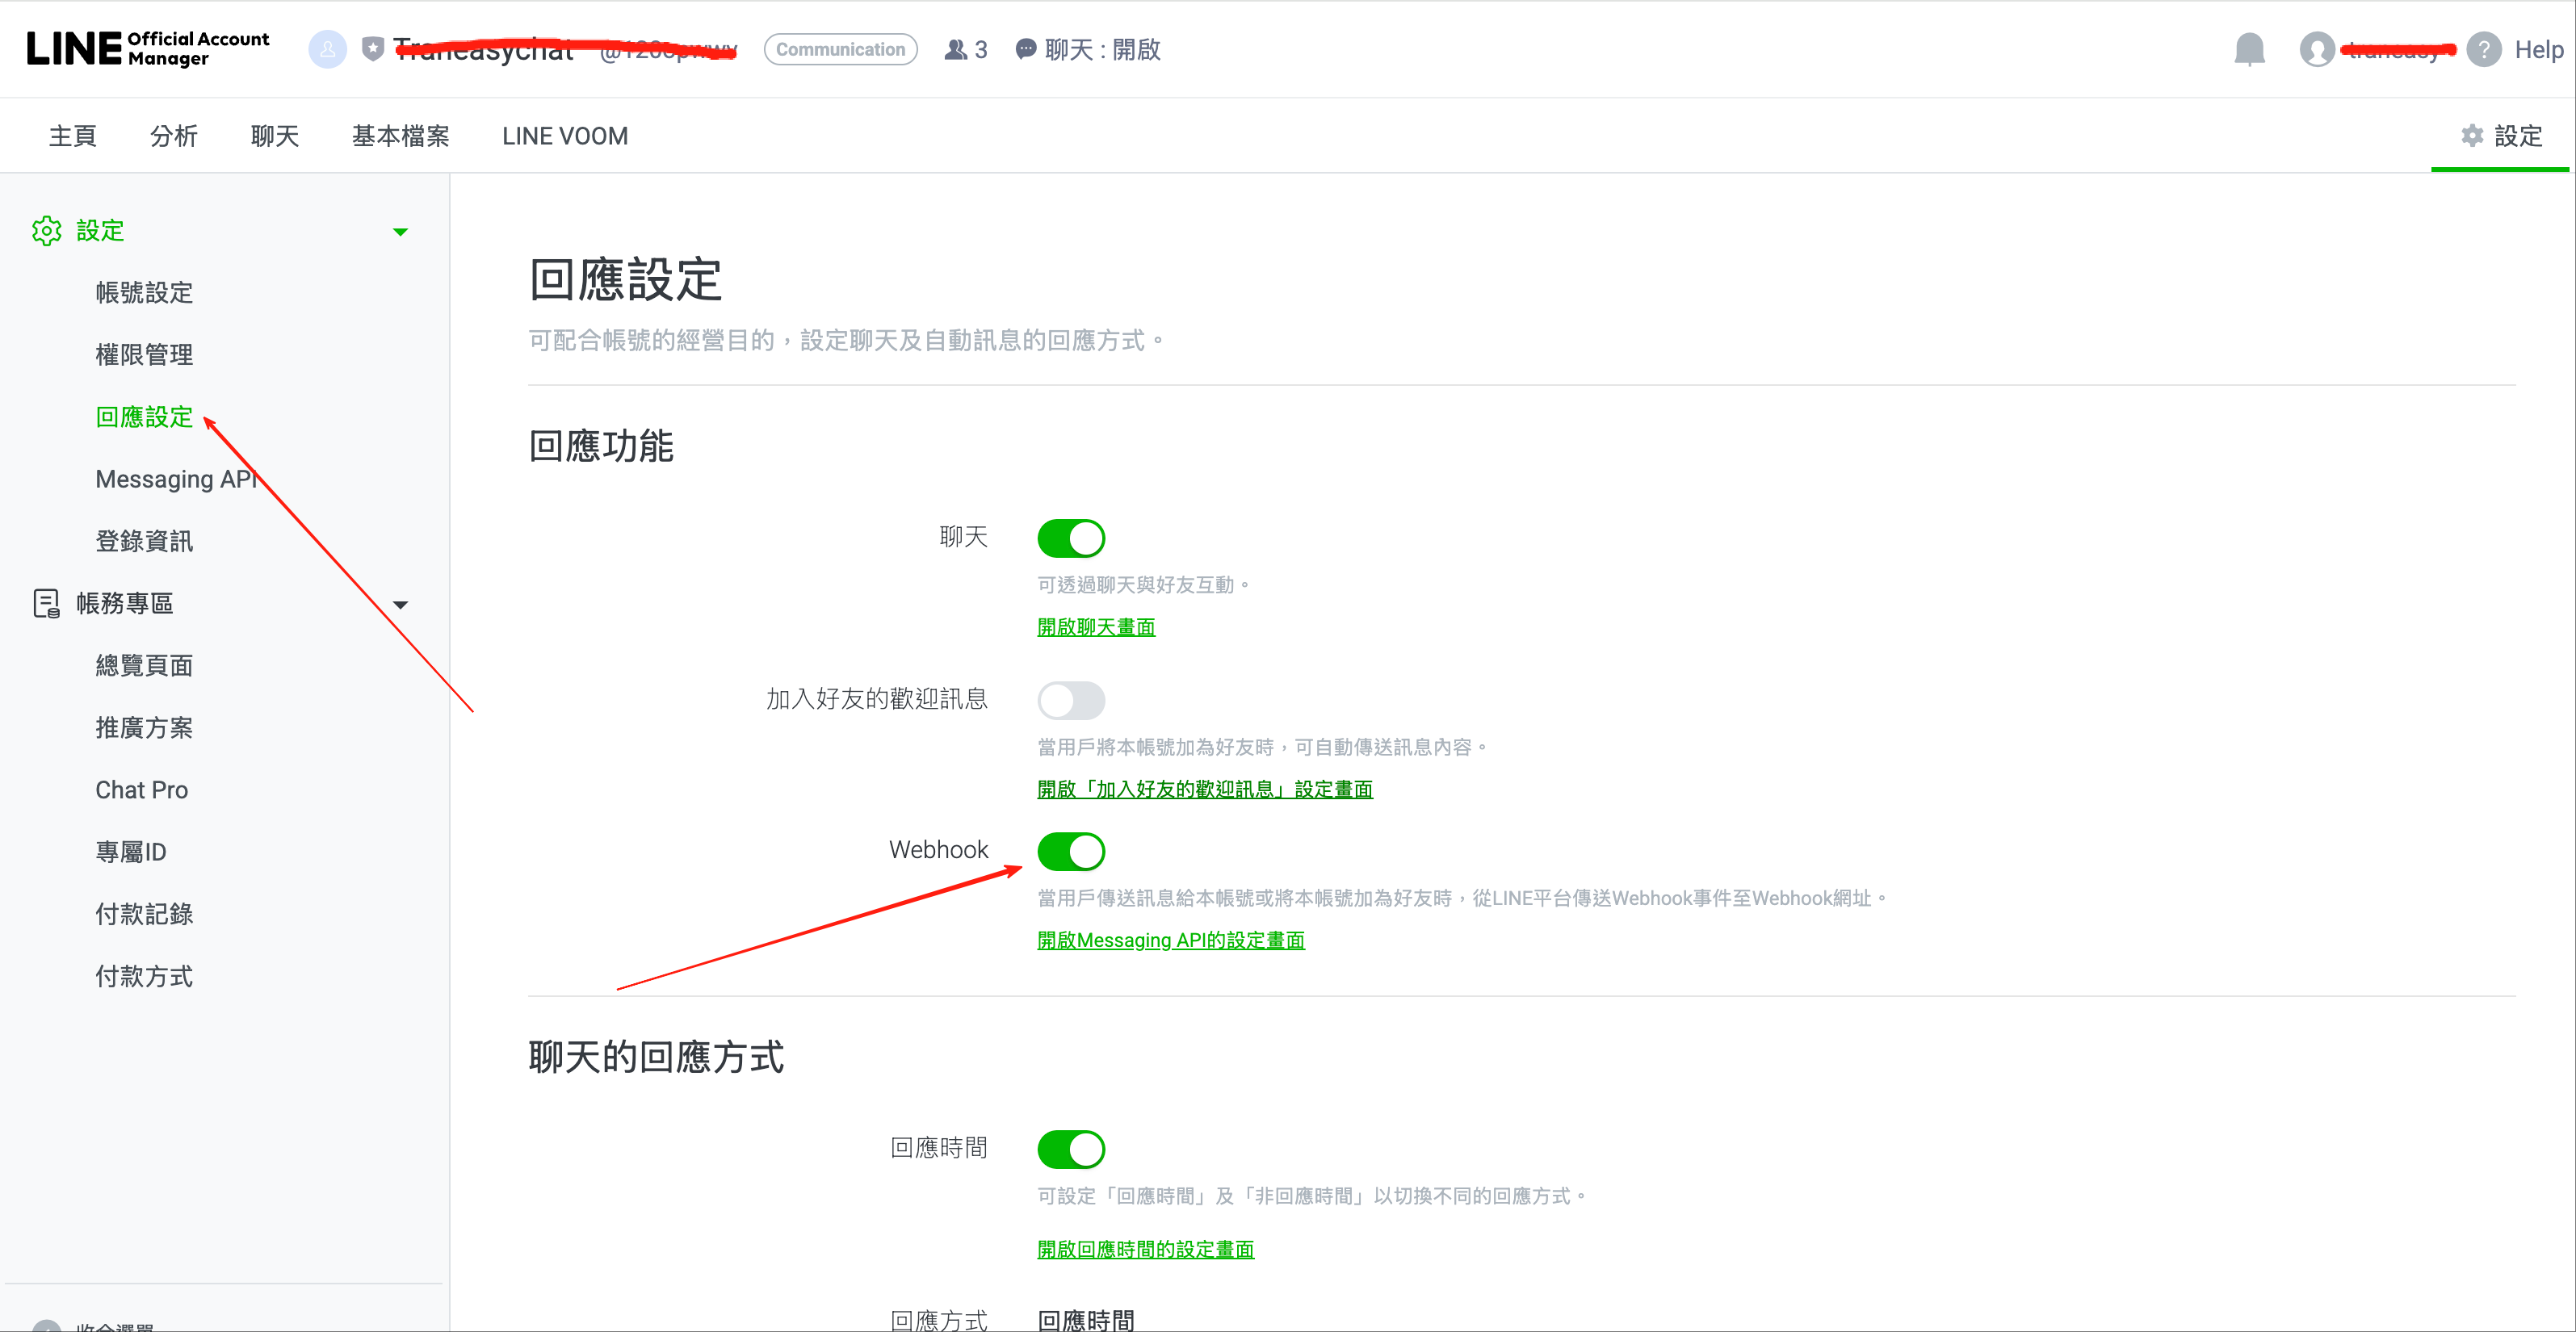 LINE Official Account Manager
Communication
3
聊天 : 開啟
Help
主頁
分析
聊天
基本檔案
LINE VOOM
設定
設定
帳號設定
權限管理
回應設定
Messaging API
登錄資訊
帳務專區
總覽頁面
推廣方案
Chat Pro
專屬ID
付款記錄
付款方式
回應設定
可配合帳號的經營目的，設定聊天及自動訊息的回應方式。
回應功能
聊天
可透過聊天與好友互動。
開啟聊天畫面
加入好友的歡迎訊息
當用戶將本帳號加為好友時，可自動傳送訊息內容。
開啟「加入好友的歡迎訊息」設定畫面
Webhook
當用戶傳送訊息給本帳號或將本帳號加為好友時，從LINE平台傳送Webhook事件至Webhook網址。
開啟Messaging API的設定畫面
聊天的回應方式
回應時間
可設定「回應時間」及「非回應時間」以切換不同的回應方式。
開啟回應時間的設定畫面
回應方式
回應時間